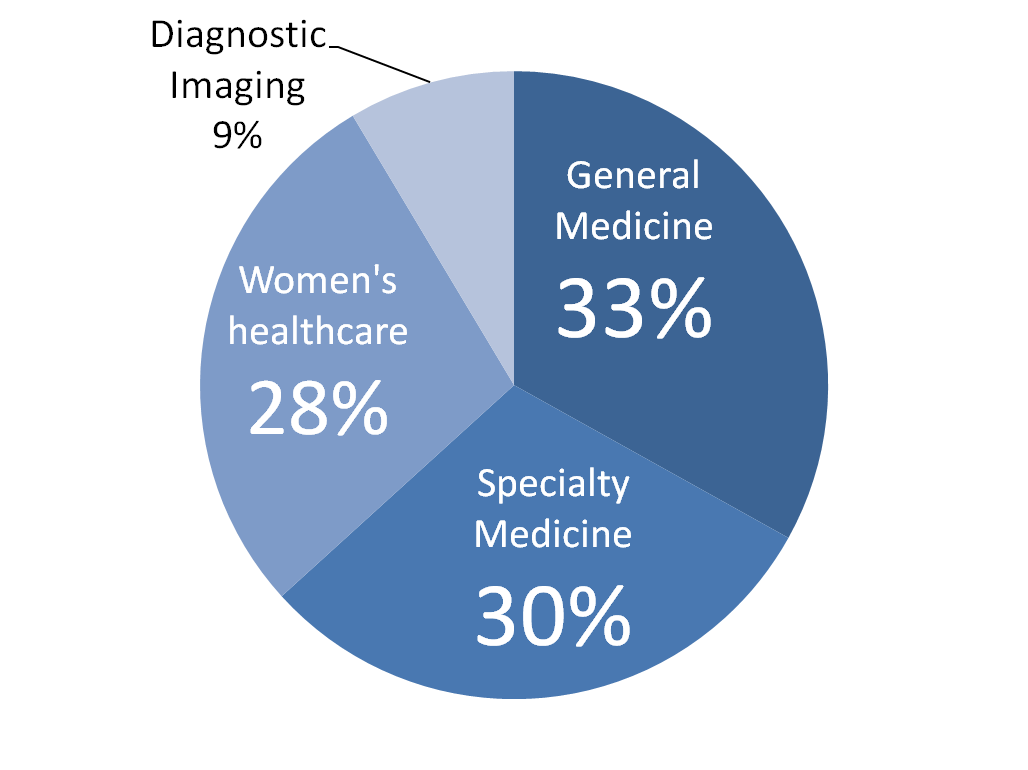 Diagnostic
Imaging
9%
General
Medicine
33%
Women's
healthcare
28%
Specialty
Medicine
30%